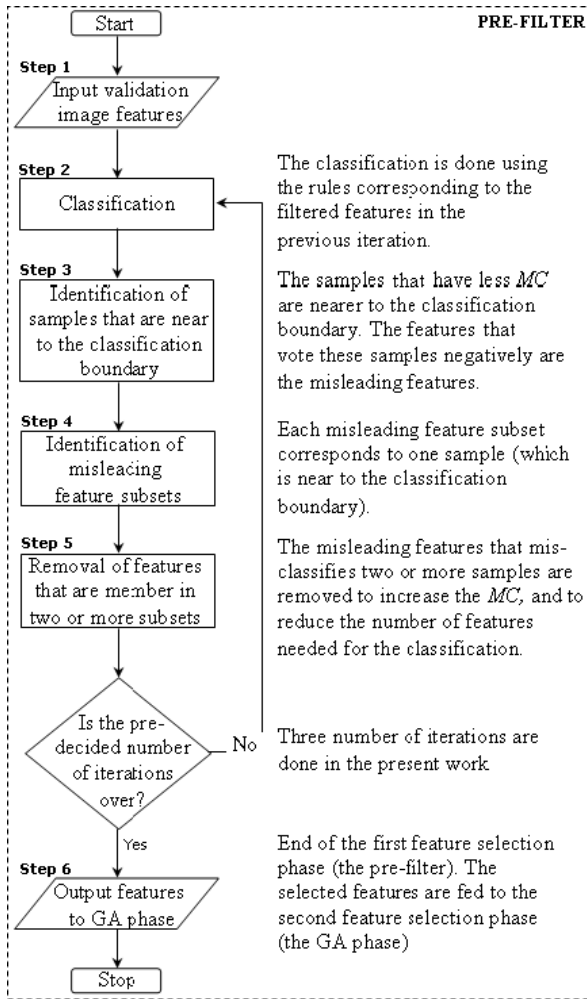 PRE-FILTER
Start
Step 1
Input validation
image features
Step 2
Classification
The classification is done using
the rules corresponding to the
filtered features in the
previous iteration.
Step 3
Identification of
samples that are near
to the classification
boundary
The samples that have less MC
are nearer to the classification
boundary. The features that
vote these samples negatively are
the misleading features.
Step 4
Identification of
misleading
feature subsets
Each misleading feature subset
corresponds to one sample (which
is near to the classification
boundary).
Step 5
Removal of features
that are member in
two or more subsets
The misleading features that mis-
classifies two or more samples are
removed to increase the MC, and to
reduce the number of features
needed for the classification.
Is the pre-
decided number
of iterations
over?
No
Three number of iterations are
done in the present work
Yes
Step 6
Output features
to GA phase
End of the first feature selection
phase (the pre-filter). The
selected features are fed to the
second feature selection phase
(the GA phase)
Stop